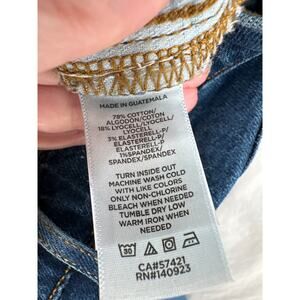 MADE IN GUATEMALA
78% COTTON/
ALGODON/COTON
18% LYOCELL/LYOCELL/
LYOCELL
3% ELASTERELL-P/
ELASTERELL-P/
ELASTERELL-P
1%SPANDEX/
SPANDEX/SPANDEX
TURN INSIDE OUT
MACHINE WASH COLD
WITH LIKE COLORS
ONLY NON-CHLORINE
BLEACH WHEN NEEDED
TUMBLE DRY LOW
WARM IRON WHEN
NEEDED
30
CA#57421
RN#140923